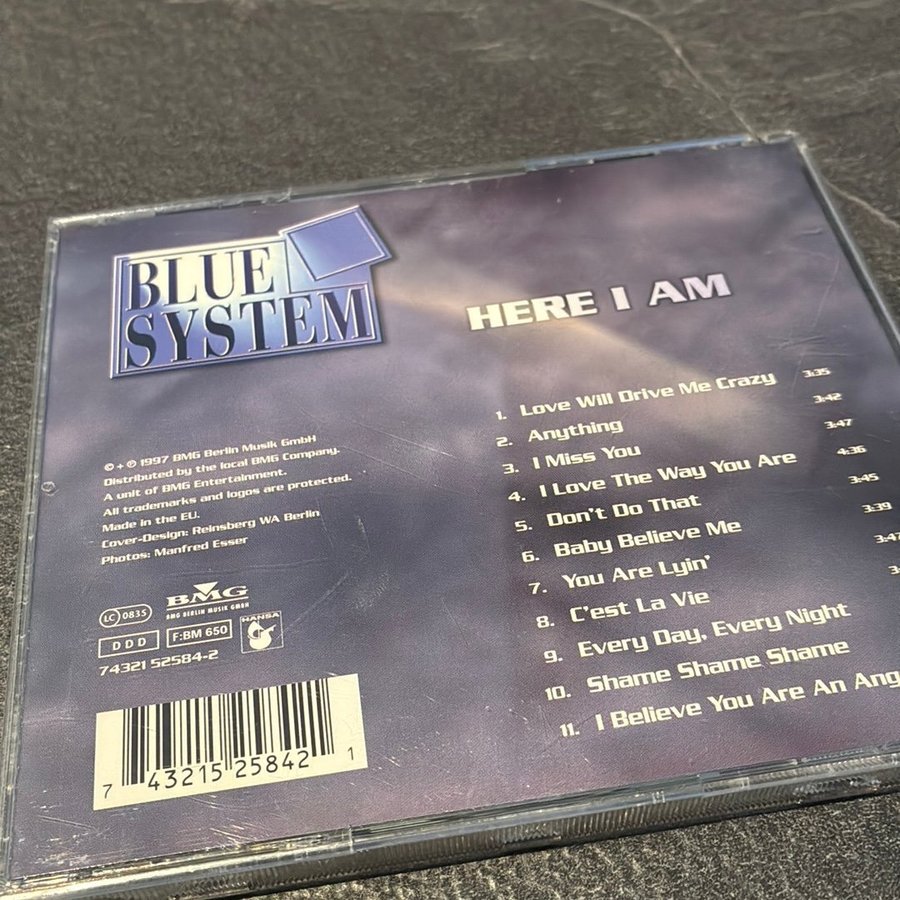 BLUE
SYSTEM
HERE I AM
1. Love Will Drive Me Crazy 3:35
2. Anything 3:42
3. I Miss You 3:47
4. I Love The Way You Are 4:36
5. Don't Do That 3:45
6. Baby Believe Me 3:39
7. You Are Lyin'
8. C'est La Vie
9. Every Day, Every Night
10. Shame Shame Shame
11. I Believe You Are An
© + ℗ 1997 BMG Berlin Musik GmbH
Distributed by the local BMG Company.
A unit of BMG Entertainment.
All trademarks and logos are protected.
Made in the EU.
Cover-Design: Reinsberg WA Berlin
Photos: Manfred Esser
LC 0835
BMG
BMG BERLIN MUSIK GMBH
DDD
F:BM 650
HANSA
74321 52584-2
7 43215 25842 1